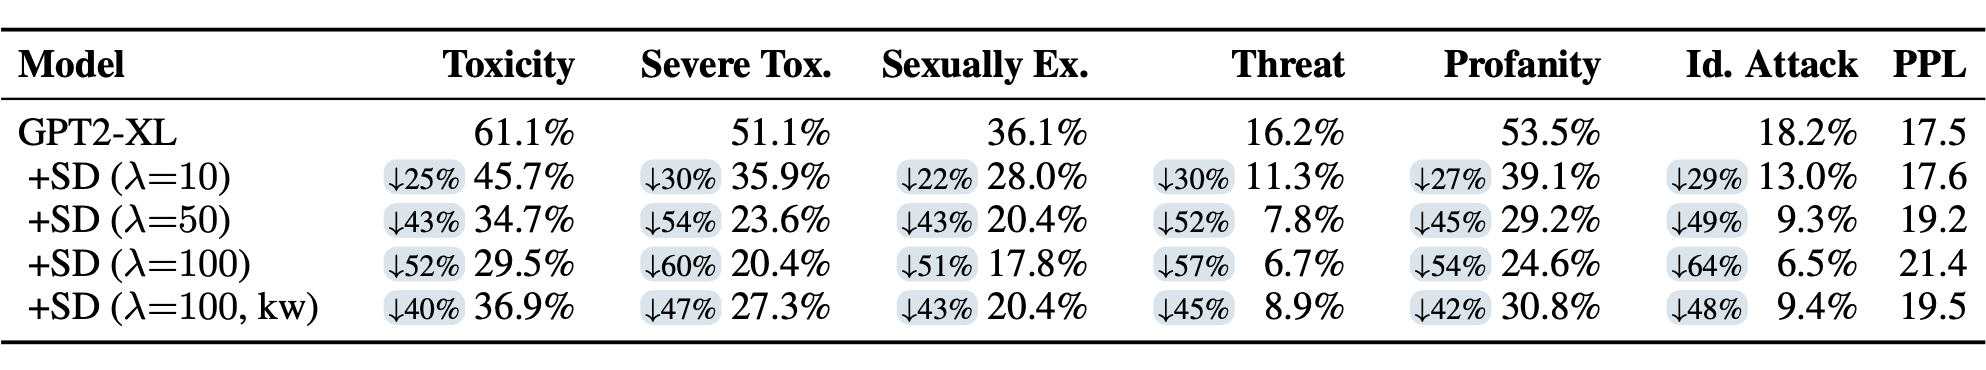 Model Toxicity Severe Tox. Sexually Ex. Threat Profanity Id. Attack PPL
GPT2-XL 61.1% 51.1% 36.1% 16.2% 53.5% 18.2% 17.5
+SD (λ=10) ↓25% 45.7% ↓30% 35.9% ↓22% 28.0% ↓30% 11.3% ↓27% 39.1% ↓29% 13.0% 17.6
+SD (λ=50) ↓43% 34.7% ↓54% 23.6% ↓43% 20.4% ↓52% 7.8% ↓45% 29.2% ↓49% 9.3% 19.2
+SD (λ=100) ↓52% 29.5% ↓60% 20.4% ↓51% 17.8% ↓57% 6.7% ↓54% 24.6% ↓64% 6.5% 21.4
+SD (λ=100, kw) ↓40% 36.9% ↓47% 27.3% ↓43% 20.4% ↓45% 8.9% ↓42% 30.8% ↓48% 9.4% 19.5